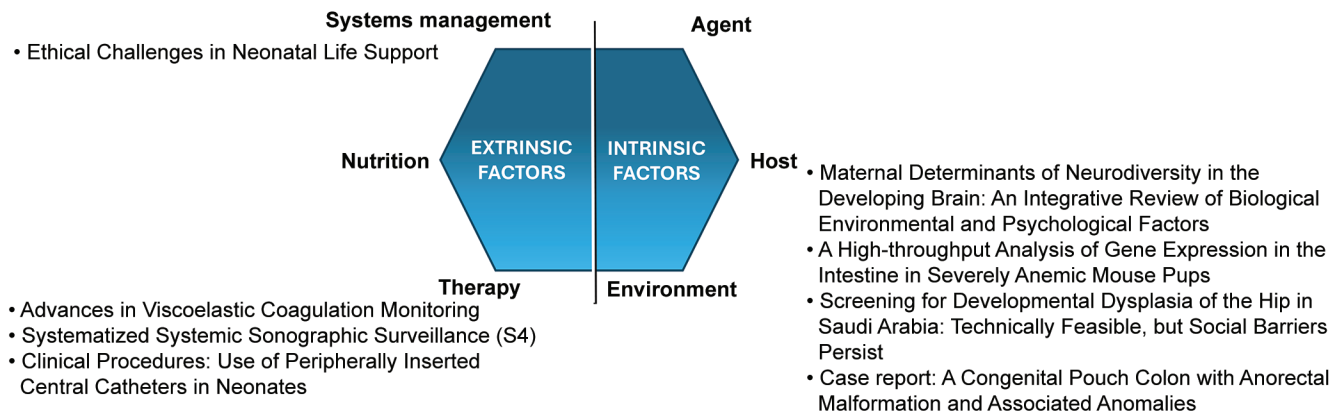 Systems management
Agent
• Ethical Challenges in Neonatal Life Support
EXTRINSIC
FACTORS
INTRINSIC
FACTORS
Nutrition
Host
• Maternal Determinants of Neurodiversity in the
Developing Brain: An Integrative Review of Biological
Environmental and Psychological Factors
• A High-throughput Analysis of Gene Expression in the
Intestine in Severely Anemic Mouse Pups
• Screening for Developmental Dysplasia of the Hip in
Saudi Arabia: Technically Feasible, but Social Barriers
Persist
• Case report: A Congenital Pouch Colon with Anorectal
Malformation and Associated Anomalies
Therapy
Environment
• Advances in Viscoelastic Coagulation Monitoring
• Systematized Systemic Sonographic Surveillance (S4)
• Clinical Procedures: Use of Peripherally Inserted
Central Catheters in Neonates